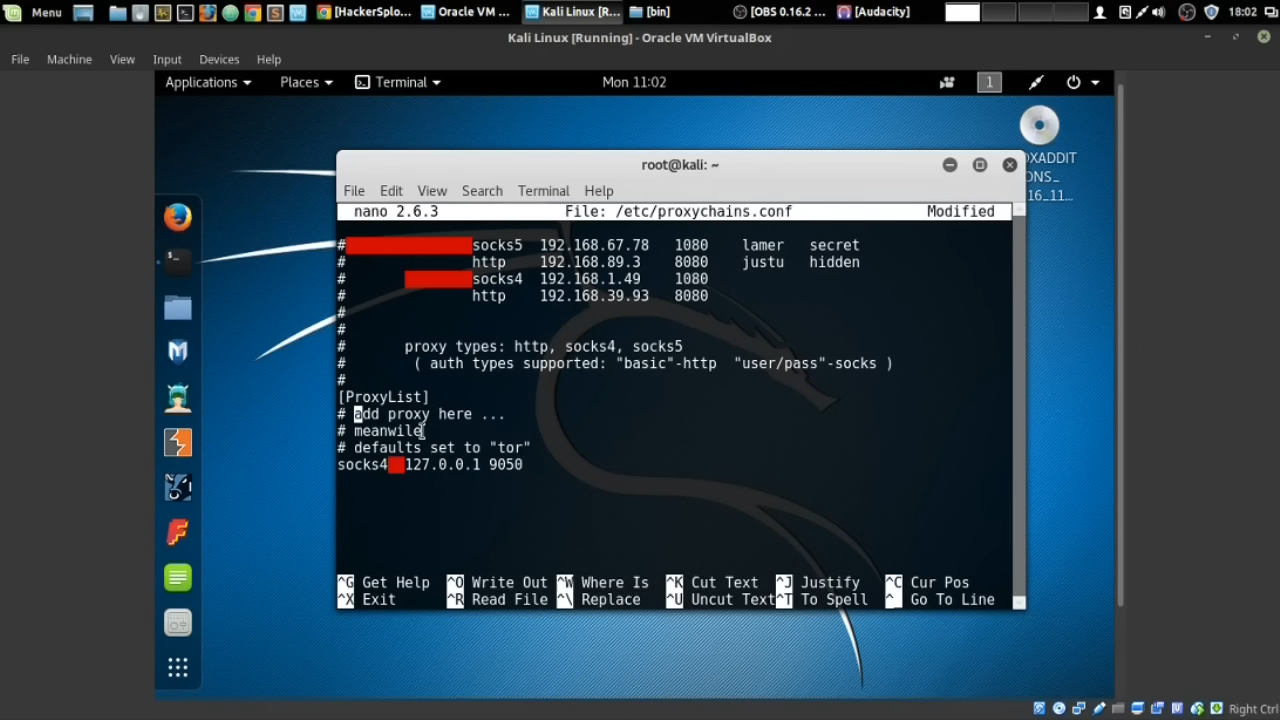 Menu [HackerSplo... Oracle VM ... Kali Linux [R... [bin] [OBS 0.16.2 ... [Audacity] 18:02
Kali Linux [Running] - Oracle VM VirtualBox
File Machine View Input Devices Help
Applications Places Terminal Mon 11:02 1
OXADDIT
ONS_
16_11...
root@kali: ~
File Edit View Search Terminal Help
nano 2.6.3 File: /etc/proxychains.conf Modified
# socks5 192.168.67.78 1080 lamer secret
# http 192.168.89.3 8080 justu hidden
# socks4 192.168.1.49 1080
# http 192.168.39.93 8080
#
#
# proxy types: http, socks4, socks5
# ( auth types supported: "basic"-http "user/pass"-socks )
#
[ProxyList]
# add proxy here ...
# meanwile
# defaults set to "tor"
socks4 127.0.0.1 9050
^G Get Help ^O Write Out ^W Where Is ^K Cut Text ^J Justify ^C Cur Pos
^X Exit ^R Read File ^\ Replace ^U Uncut Text ^T To Spell ^_ Go To Line
Right Ctrl